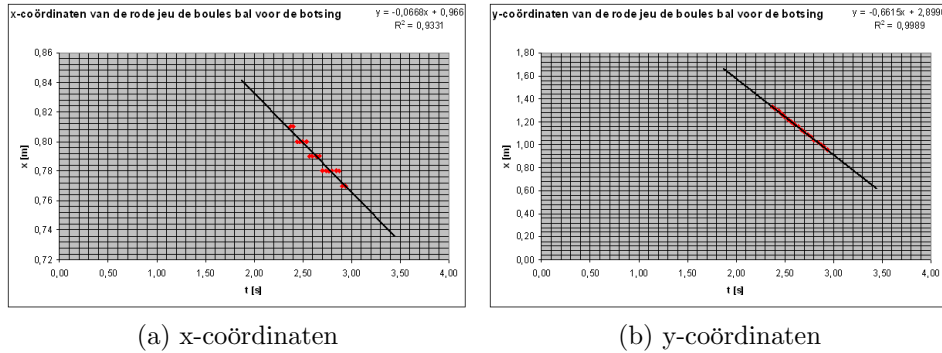 x-coördinaten van de rode jeu de boules bal voor de botsing
y = -0,0668x + 0,966
R² = 0,9331
0,86
0,84
0,82
0,80
0,78
0,76
0,74
0,72
x [m]
0,00 0,50 1,00 1,50 2,00 2,50 3,00 3,50 4,00
t [s]
(a) x-coördinaten
y-coördinaten van de rode jeu de boules bal voor de botsing
y = -0,6615x + 2,8996
R² = 0,9989
1,80
1,60
1,40
1,20
1,00
0,80
0,60
0,40
0,20
0,00
x [m]
0,00 0,50 1,00 1,50 2,00 2,50 3,00 3,50 4,00
t [s]
(b) y-coördinaten